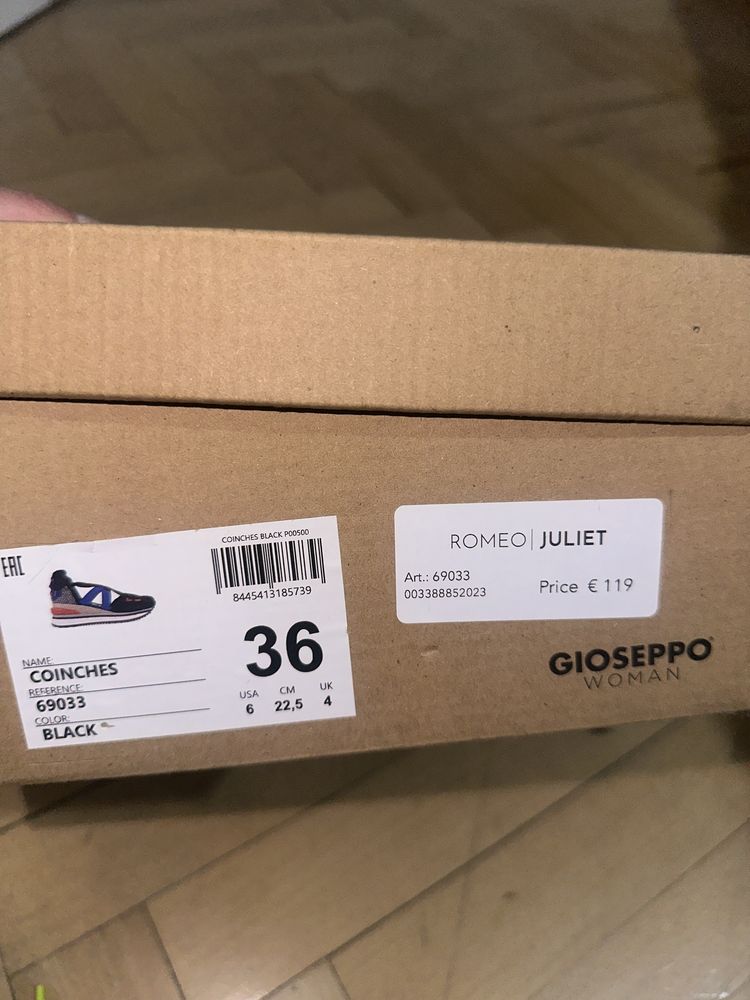 EAC
COINCHES BLACK P00500
8445413185739
NAME:
COINCHES
REFERENCE:
69033
COLOR:
BLACK
36
USA CM UK
6 22,5 4
ROMEO | JULIET
Art.: 69033
003388852023
Price € 119
GIOSEPPO
WOMAN